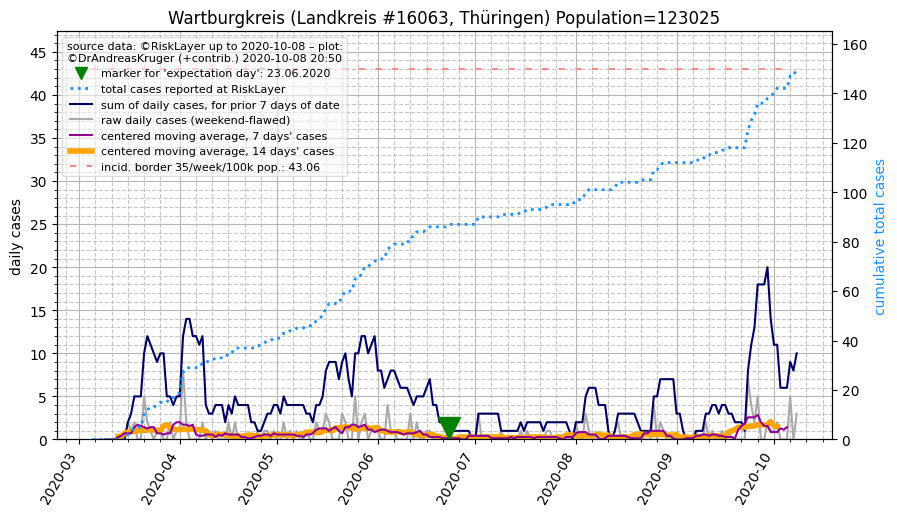 Wartburgkreis (Landkreis #16063, Thüringen) Population=123025
source data: ©RiskLayer up to 2020-10-08 – plot:
©DrAndreasKruger (+contrib.) 2020-10-08 20:50
marker for 'expectation day': 23.06.2020
total cases reported at RiskLayer
sum of daily cases, for prior 7 days of date
raw daily cases (weekend-flawed)
centered moving average, 7 days' cases
centered moving average, 14 days' cases
incid. border 35/week/100k pop.: 43.06
daily cases
45
40
35
30
25
20
15
10
5
0
160
140
120
100
80
60
40
20
0
cumulative total cases
2020-03
2020-04
2020-05
2020-06
2020-07
2020-08
2020-09
2020-10